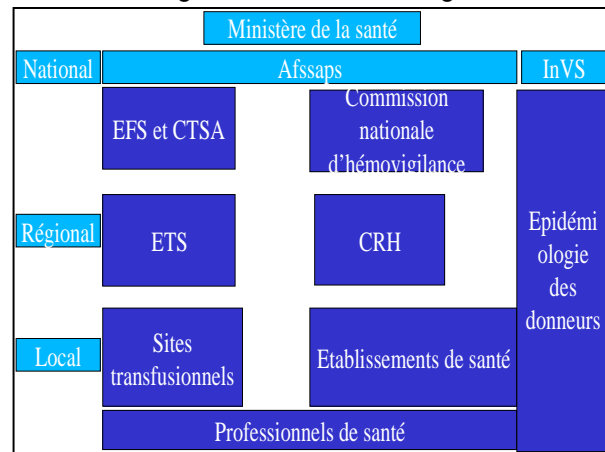 Ministère de la santé
National
Afssaps
InVS
EFS et CTSA
Commission
nationale
d'hémovigilance
Régional
ETS
CRH
Epidémi
ologie
des
donneurs
Local
Sites
transfusionnels
Etablissements de santé
Professionnels de santé